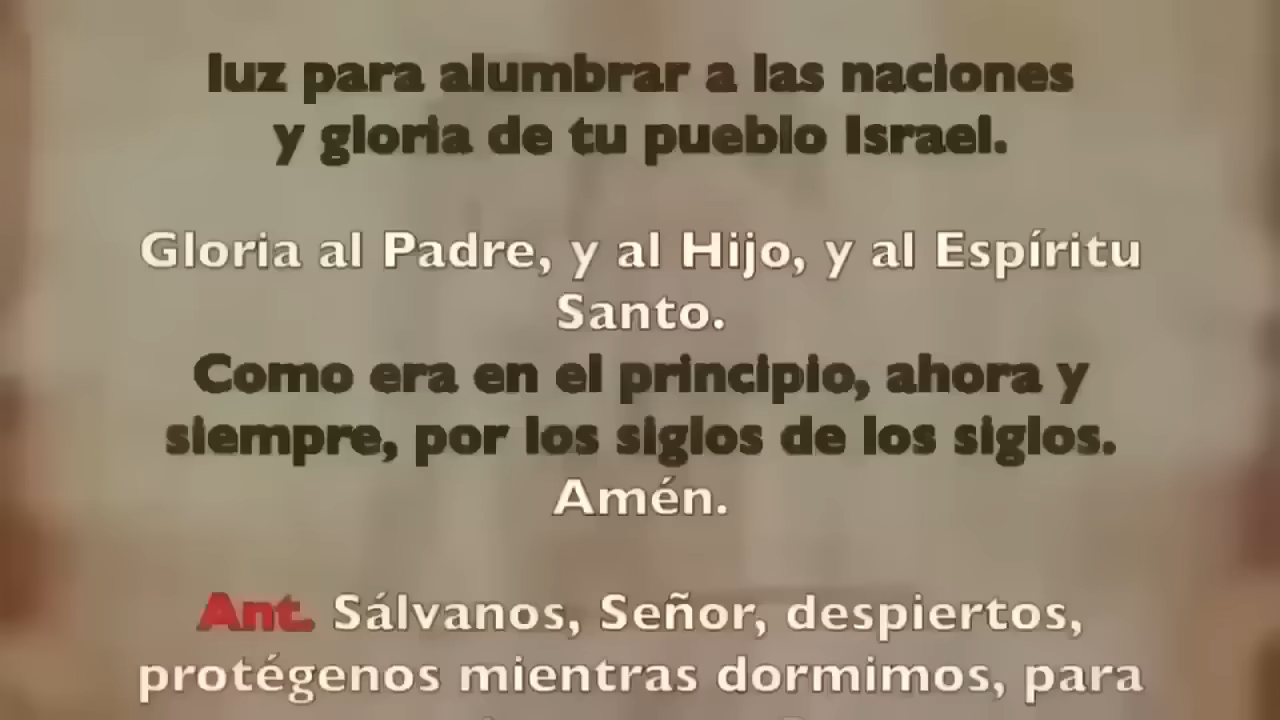 luz para alumbrar a las naciones
y gloria de tu pueblo Israel.
Gloria al Padre, y al Hijo, y al Espíritu
Santo.
Como era en el principio, ahora y
siempre, por los siglos de los siglos.
Amén.
Ant. Sálvanos, Señor, despiertos,
protégenos mientras dormimos, para